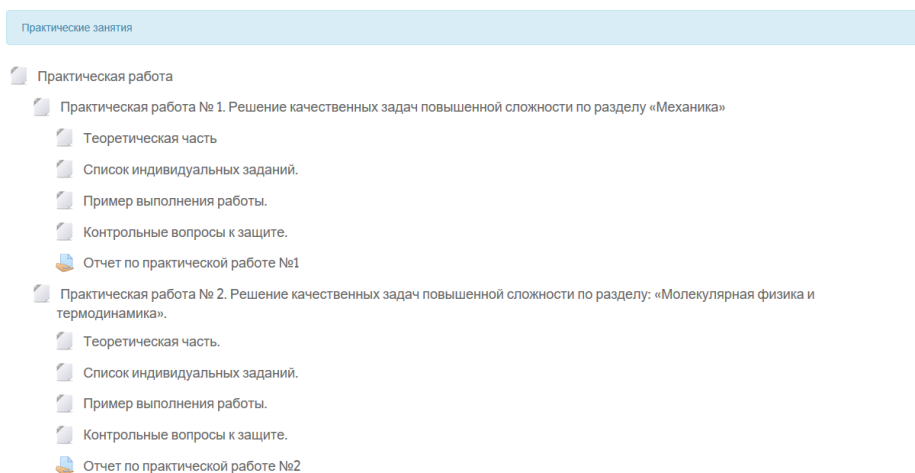 Практические занятия
Практическая работа
Практическая работа № 1. Решение качественных задач повышенной сложности по разделу «Механика»
Теоретическая часть
Список индивидуальных заданий.
Пример выполнения работы.
Контрольные вопросы к защите.
Отчет по практической работе №1
Практическая работа № 2. Решение качественных задач повышенной сложности по разделу: «Молекулярная физика и
термодинамика».
Теоретическая часть.
Список индивидуальных заданий.
Пример выполнения работы.
Контрольные вопросы к защите.
Отчет по практической работе №2